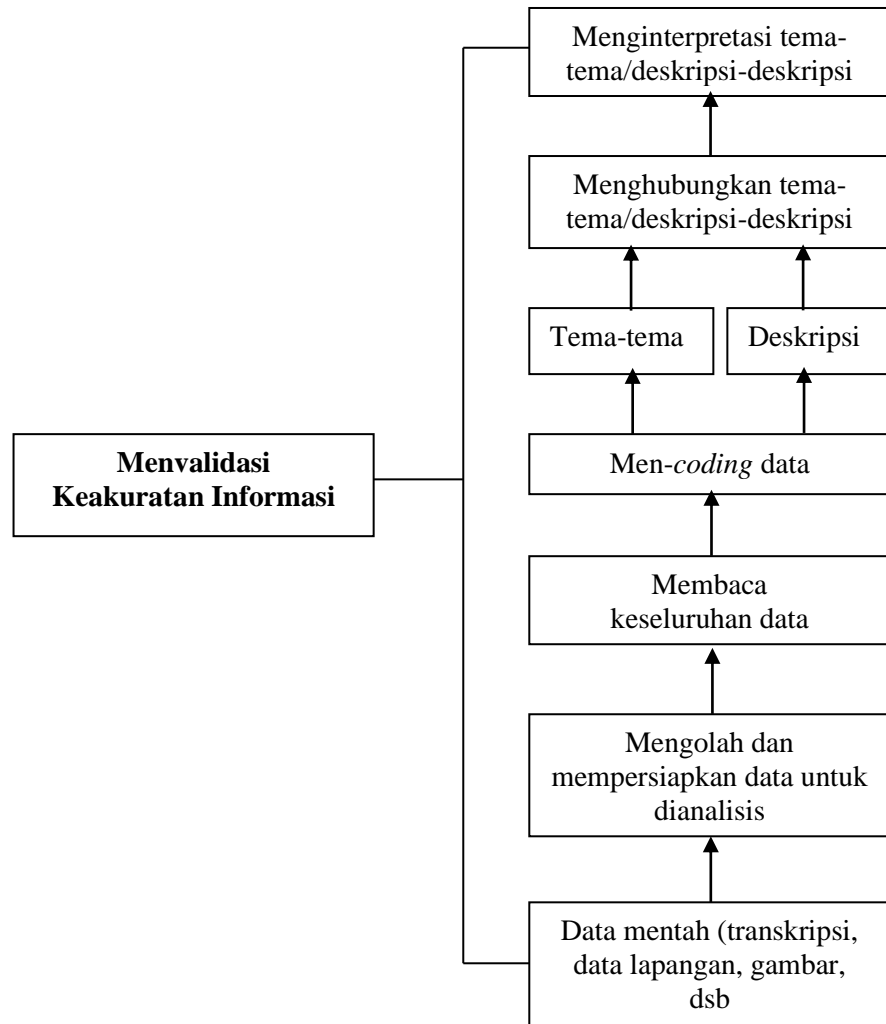 Menginterpretasi tema-
tema/deskripsi-deskripsi
Menghubungkan tema-
tema/deskripsi-deskripsi
Tema-tema
Deskripsi
Menvalidasi
Keakuratan Informasi
Men-coding data
Membaca
keseluruhan data
Mengolah dan
mempersiapkan data untuk
dianalisis
Data mentah (transkripsi,
data lapangan, gambar,
dsb